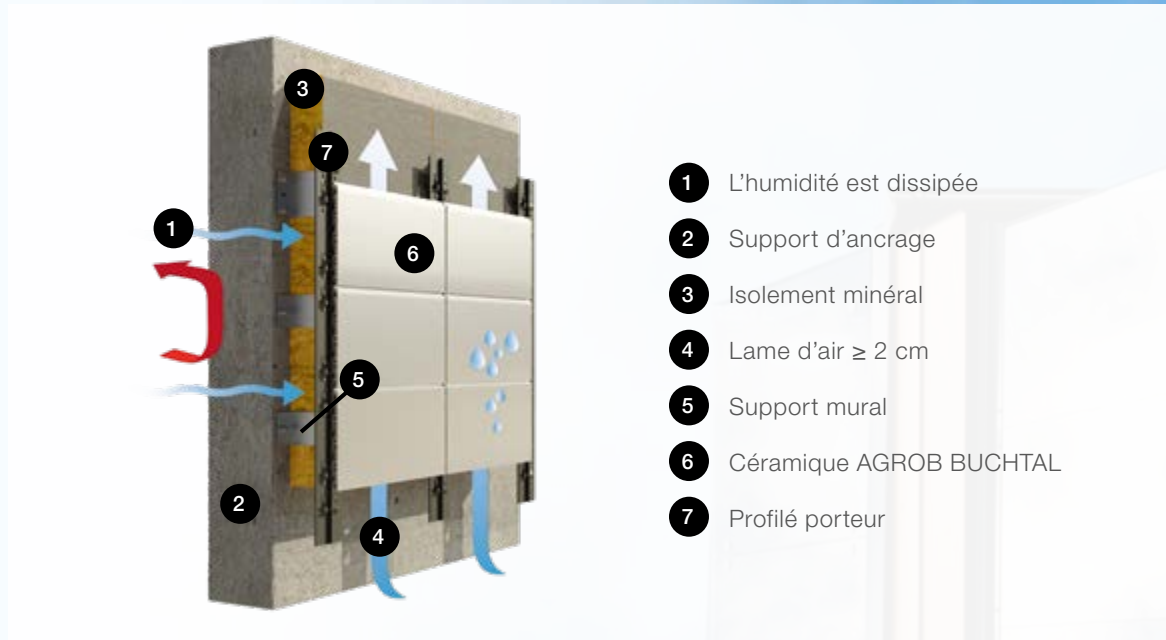 3
7
1
6
5
2
4
1 L’humidité est dissipée
2 Support d’ancrage
3 Isolement minéral
4 Lame d’air ≥ 2 cm
5 Support mural
6 Céramique AGROB BUCHTAL
7 Profilé porteur